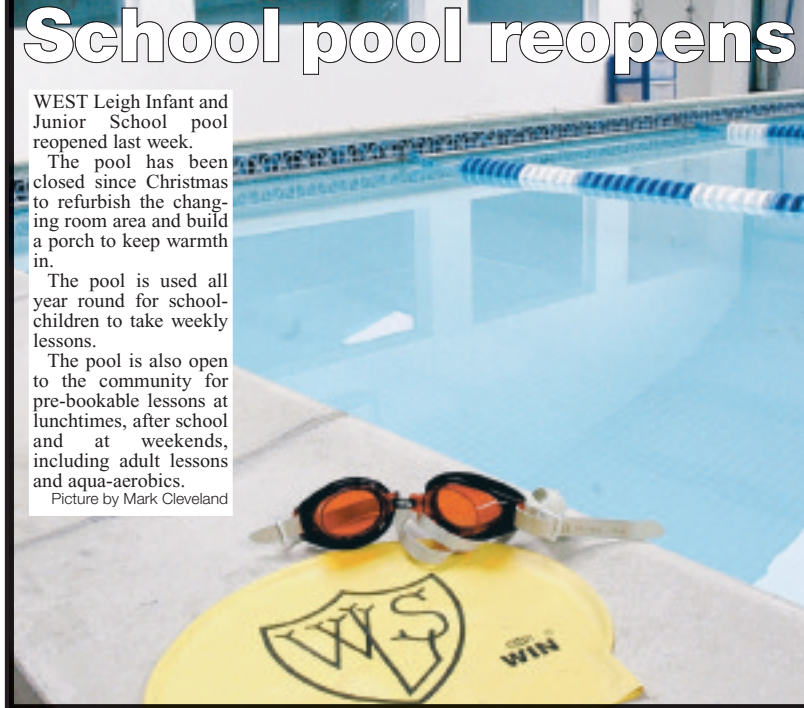 School pool reopens
WEST Leigh Infant and
Junior School pool
reopened last week.
The pool has been
closed since Christmas
to refurbish the chang-
ing room area and build
a porch to keep warmth
in.
The pool is used all
year round for school-
children to take weekly
lessons.
The pool is also open
to the community for
pre-bookable lessons at
lunchtimes, after school
and at weekends,
including adult lessons
and aqua-aerobics.
Picture by Mark Cleveland
WLS
WIN